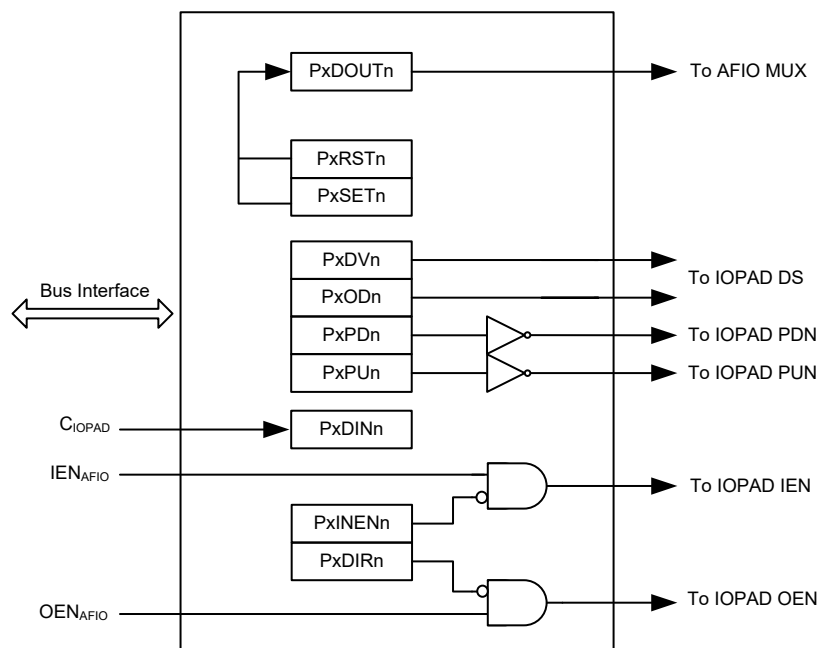 PxDOUTn
To AFIO MUX
PxRSTn
PxSETn
PxDVn
To IOPAD DS
Bus Interface
PxODn
PxPDn
To IOPAD PDN
PxPUn
To IOPAD PUN
CIOPAD
PxDINn
IENAFIO
To IOPAD IEN
PxINENn
PxDIRn
To IOPAD OEN
OENAFIO